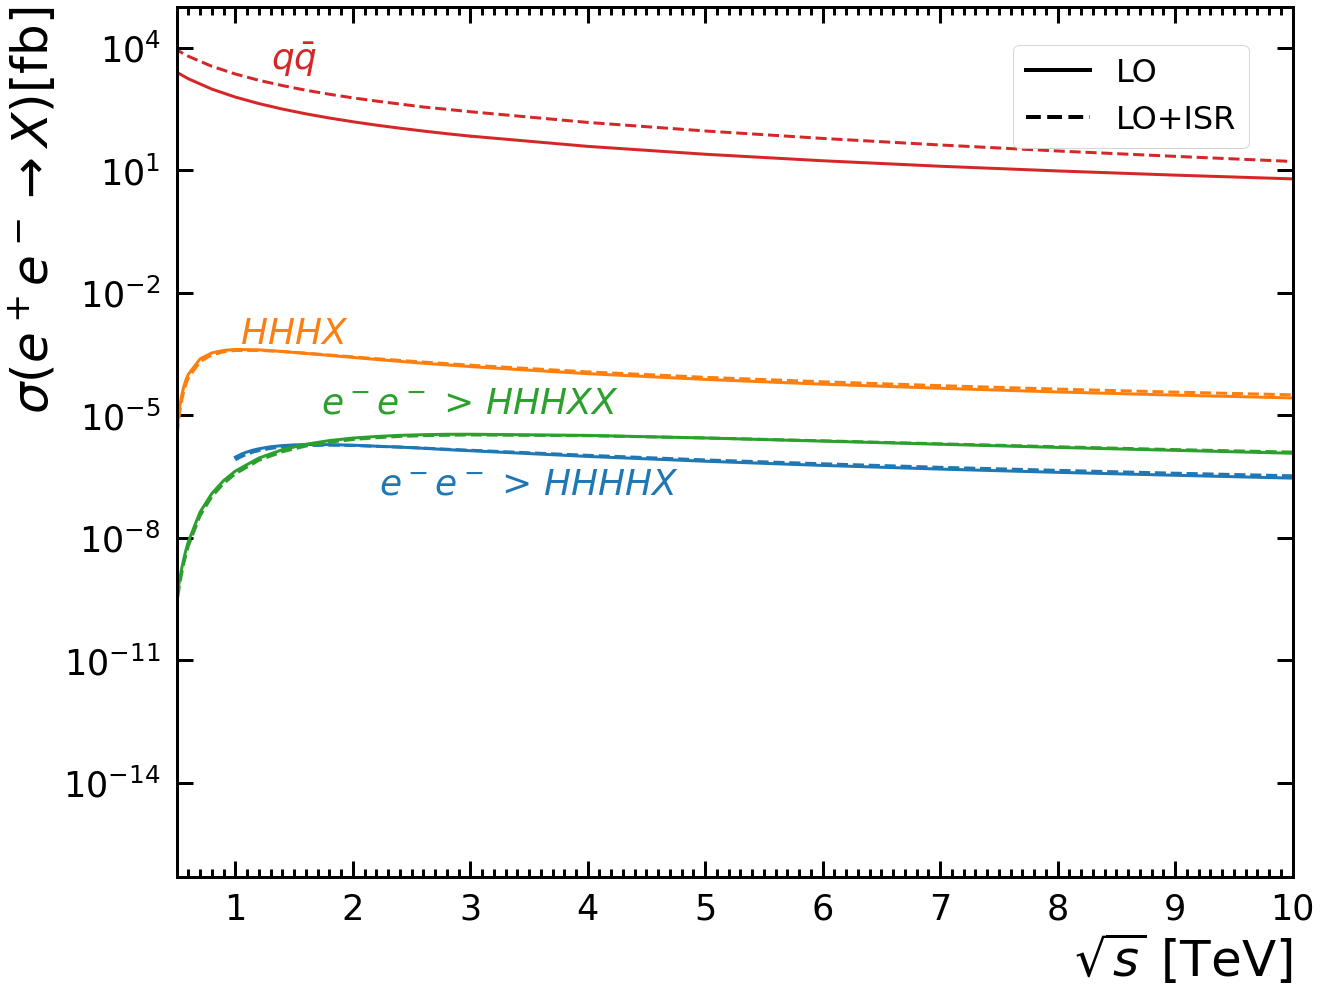 σ(e⁺e⁻ → X)[fb]
10⁴
10¹
10⁻²
10⁻⁵
10⁻⁸
10⁻¹¹
10⁻¹⁴
qq̄
LO
LO+ISR
HHHX
e⁻e⁻ > HHHXX
e⁻e⁻ > HHHHX
1 2 3 4 5 6 7 8 9 10
√s [TeV]